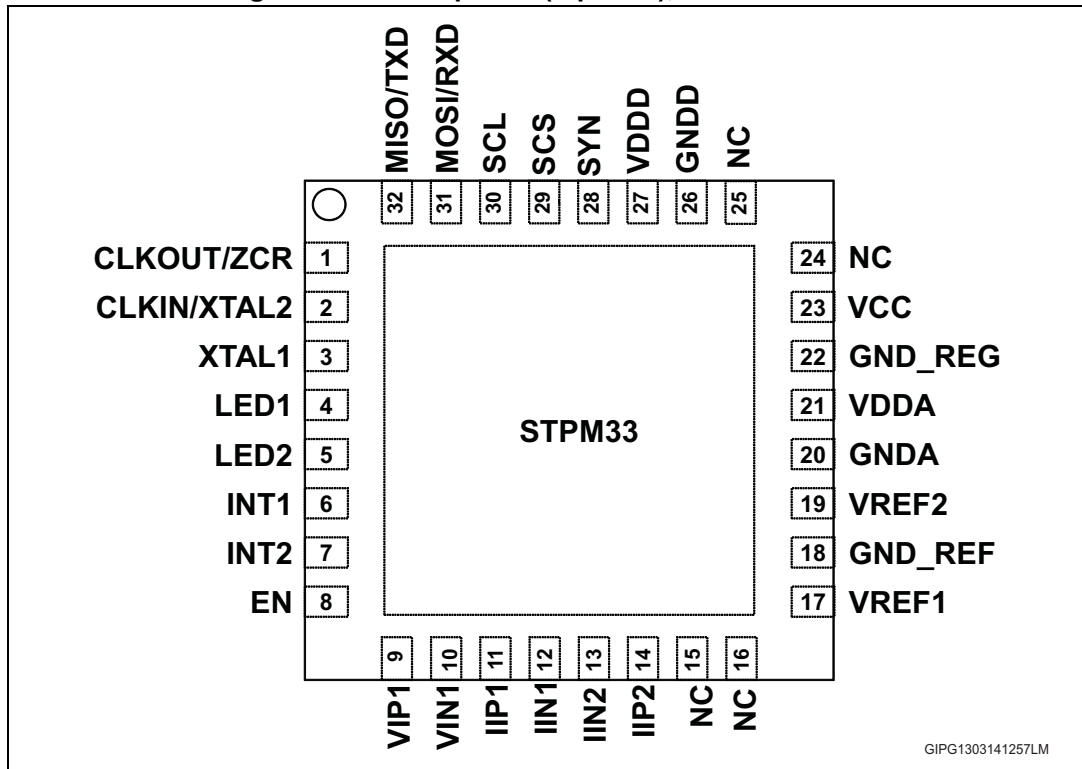 MISO/TXD
MOSI/RXD
SCL
SCS
SYN
VDDD
GNDD
NC
32
31
30
29
28
27
26
25
CLKOUT/ZCR 1
CLKIN/XTAL2 2
XTAL1 3
LED1 4
LED2 5
INT1 6
INT2 7
EN 8
STPM33
24 NC
23 VCC
22 GND_REG
21 VDDA
20 GNDA
19 VREF2
18 GND_REF
17 VREF1
9
10
11
12
13
14
15
16
VIP1
VIN1
IIP1
IIN1
IIN2
IIP2
NC
NC
GIPG1303141257LM